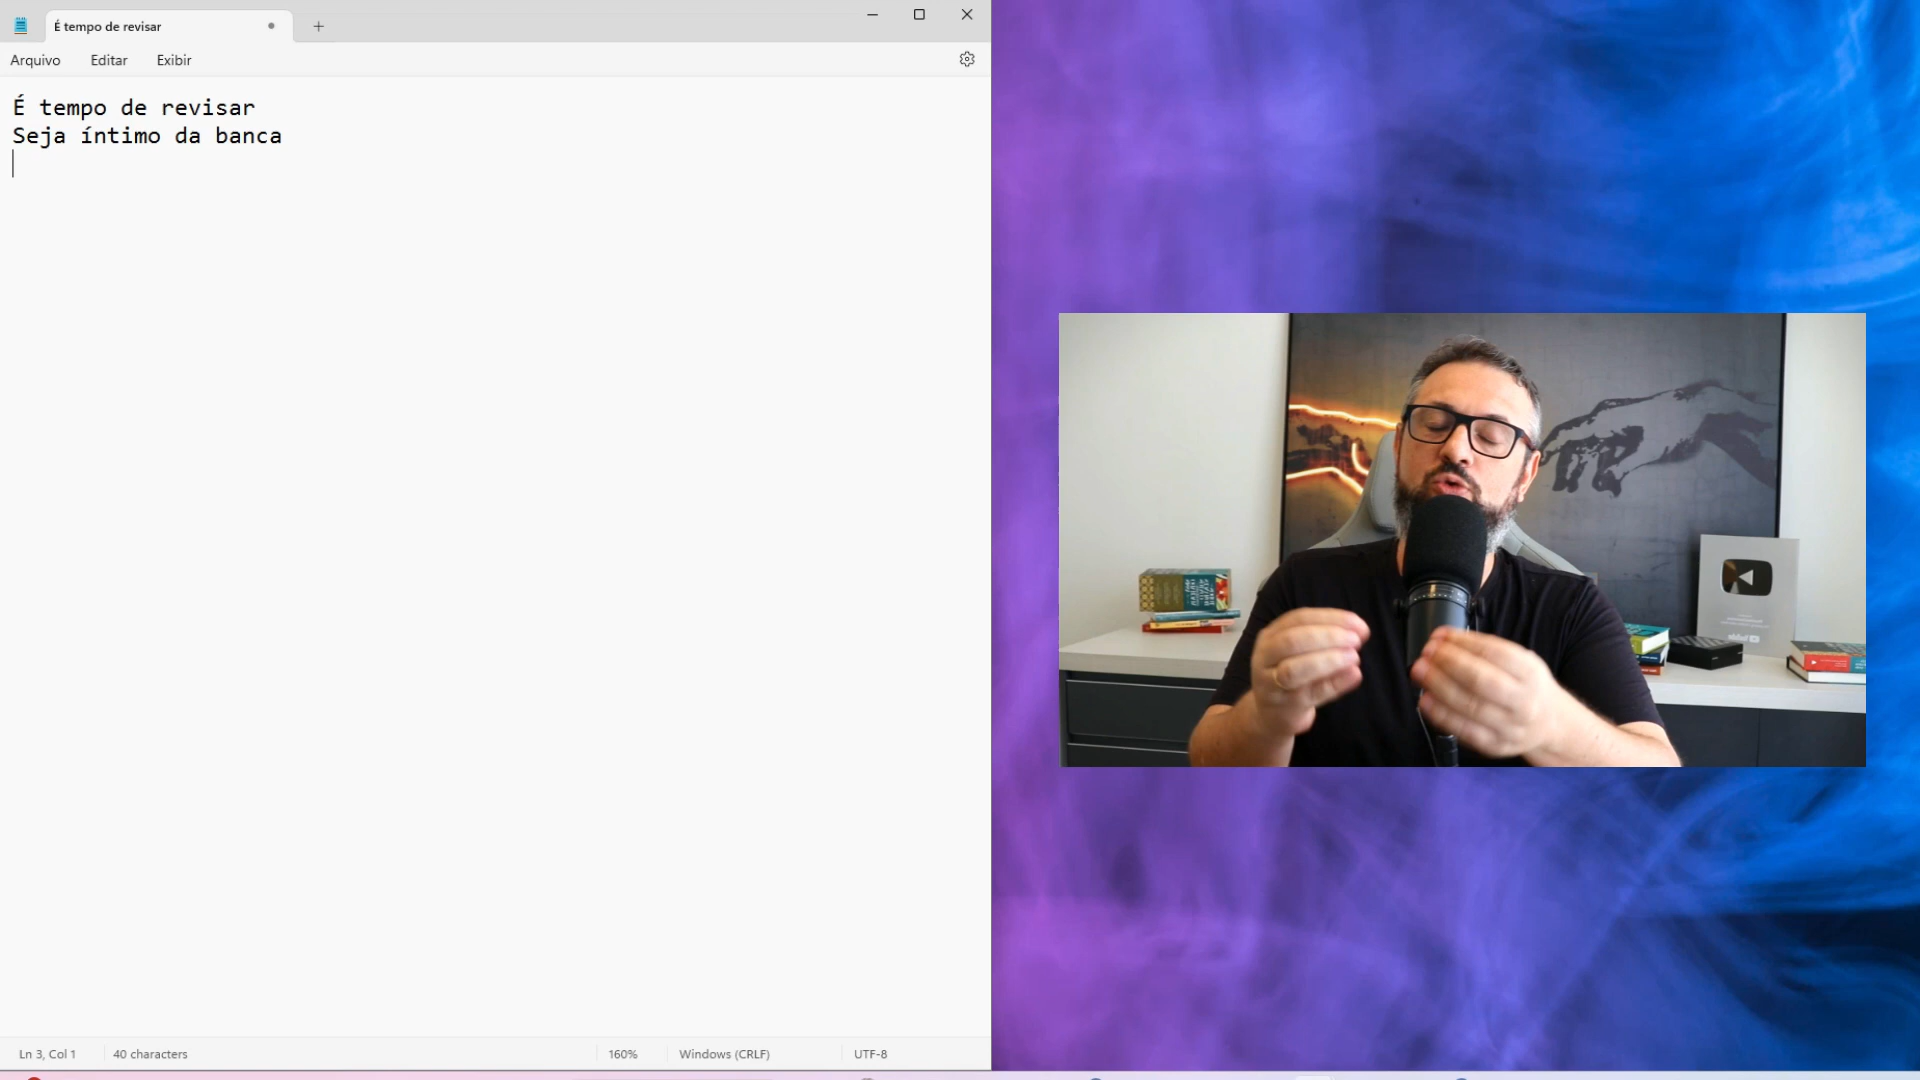 É tempo de revisar
Arquivo Editar Exibir
É tempo de revisar
Seja íntimo da banca
Ln 3, Col 1 40 characters 160% Windows (CRLF) UTF-8